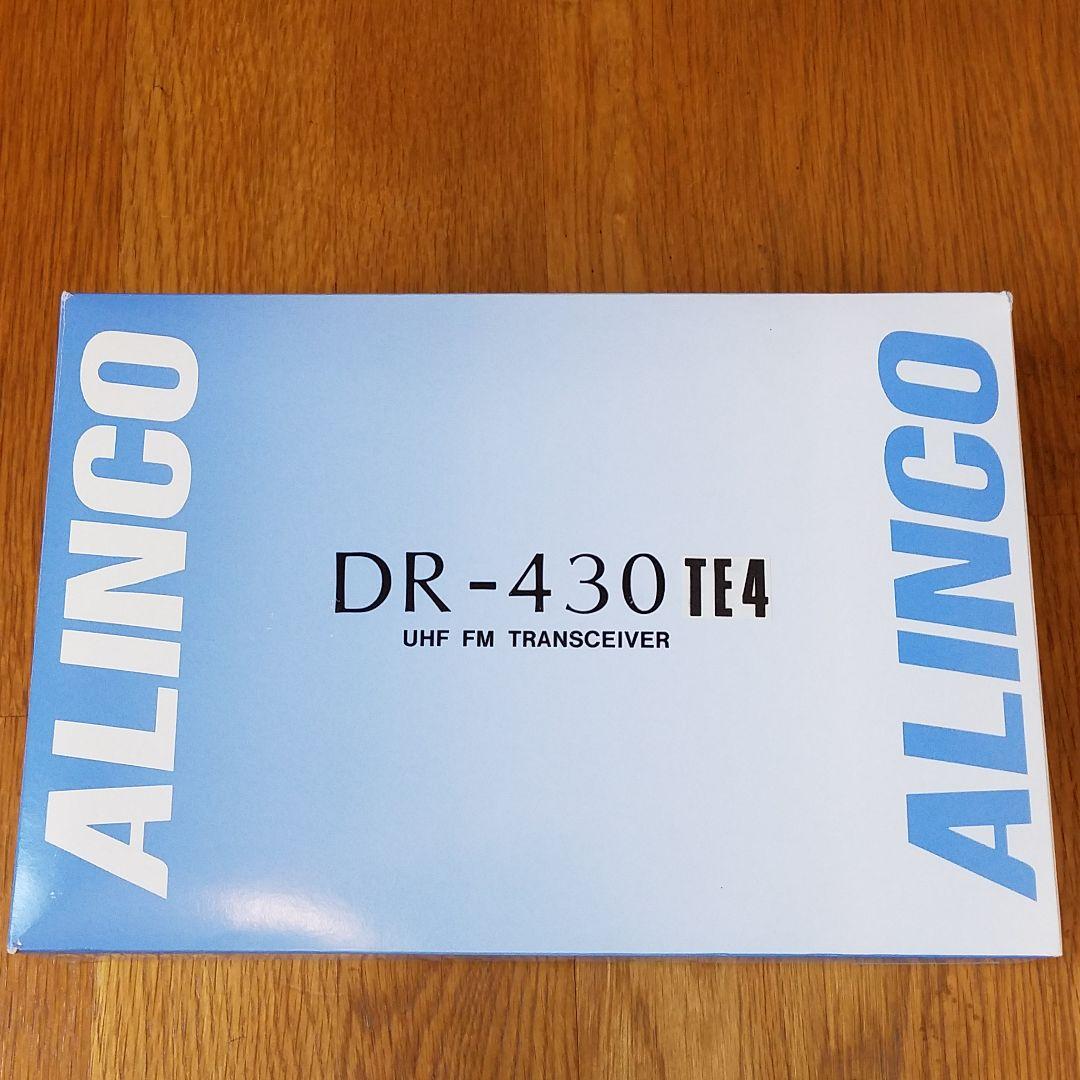 ALINCO
DR-430 TE4
UHF FM TRANSCEIVER
ALINCO